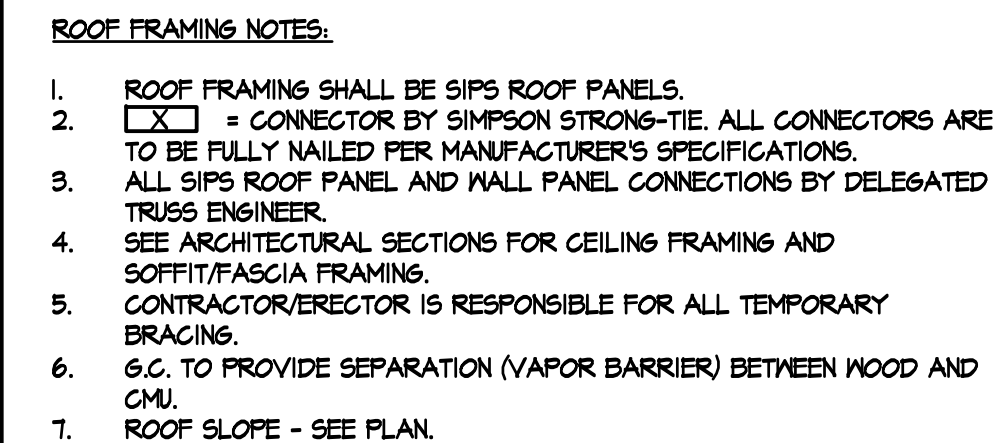 ROOF FRAMING NOTES:
1. ROOF FRAMING SHALL BE SIPS ROOF PANELS.
2. X = CONNECTOR BY SIMPSON STRONG-TIE. ALL CONNECTORS ARE
TO BE FULLY NAILED PER MANUFACTURER'S SPECIFICATIONS.
3. ALL SIPS ROOF PANEL AND WALL PANEL CONNECTIONS BY DELEGATED
TRUSS ENGINEER.
4. SEE ARCHITECTURAL SECTIONS FOR CEILING FRAMING AND
SOFFIT/FASCIA FRAMING.
5. CONTRACTOR/ERECTOR IS RESPONSIBLE FOR ALL TEMPORARY
BRACING.
6. G.C. TO PROVIDE SEPARATION (VAPOR BARRIER) BETWEEN WOOD AND
CMU.
7. ROOF SLOPE - SEE PLAN.